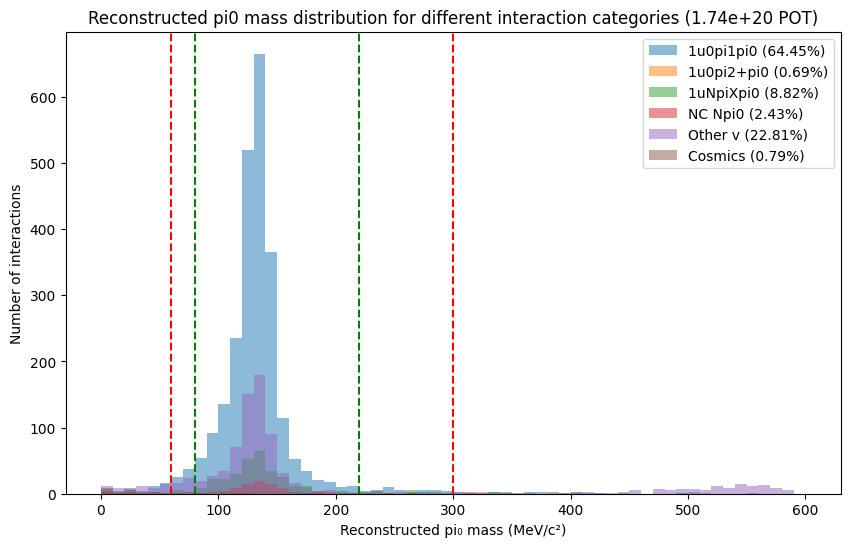 Reconstructed pi0 mass distribution for different interaction categories (1.74e+20 POT)
1u0pi1pi0 (64.45%)
1u0pi2+pi0 (0.69%)
1uNpiXpi0 (8.82%)
NC Npi0 (2.43%)
Other ν (22.81%)
Cosmics (0.79%)
Number of interactions
600
500
400
300
200
100
0
0
100
200
300
400
500
600
Reconstructed pi₀ mass (MeV/c²)